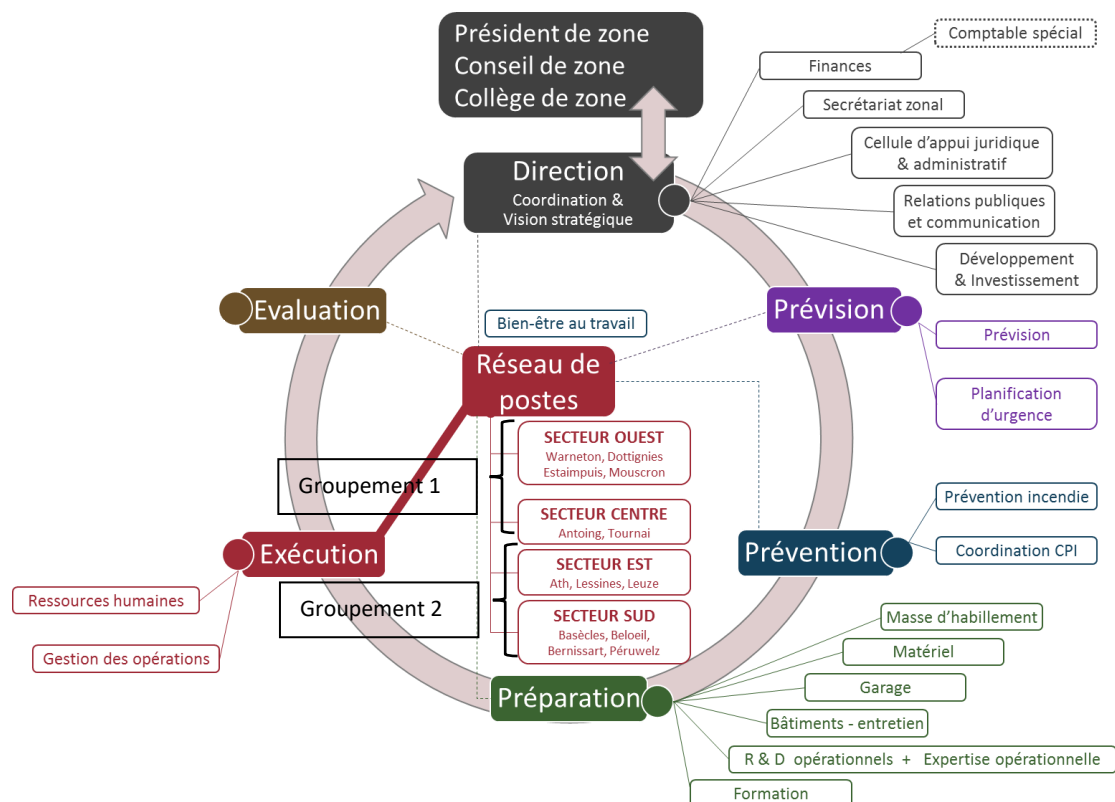 Président de zone
Conseil de zone
Collège de zone
Comptable spécial
Finances
Secrétariat zonal
Cellule d'appui juridique
& administratif
Relations publiques
et communication
Développement
& Investissement
Direction
Coordination &
Vision stratégique
Evaluation
Bien-être au travail
Prévision
Prévision
Planification
d'urgence
Réseau de
postes
SECTEUR OUEST
Warneton, Dottignies
Estaimpuis, Mouscron
Groupement 1
SECTEUR CENTRE
Antoing, Tournai
Prévention incendie
Coordination CPI
Prévention
Exécution
Ressources humaines
Gestion des opérations
SECTEUR EST
Ath, Lessines, Leuze
Groupement 2
SECTEUR SUD
Basècles, Beloeil,
Bernissart, Péruwelz
Préparation
Masse d'habillement
Matériel
Garage
Bâtiments - entretien
R & D opérationnels + Expertise opérationnelle
Formation